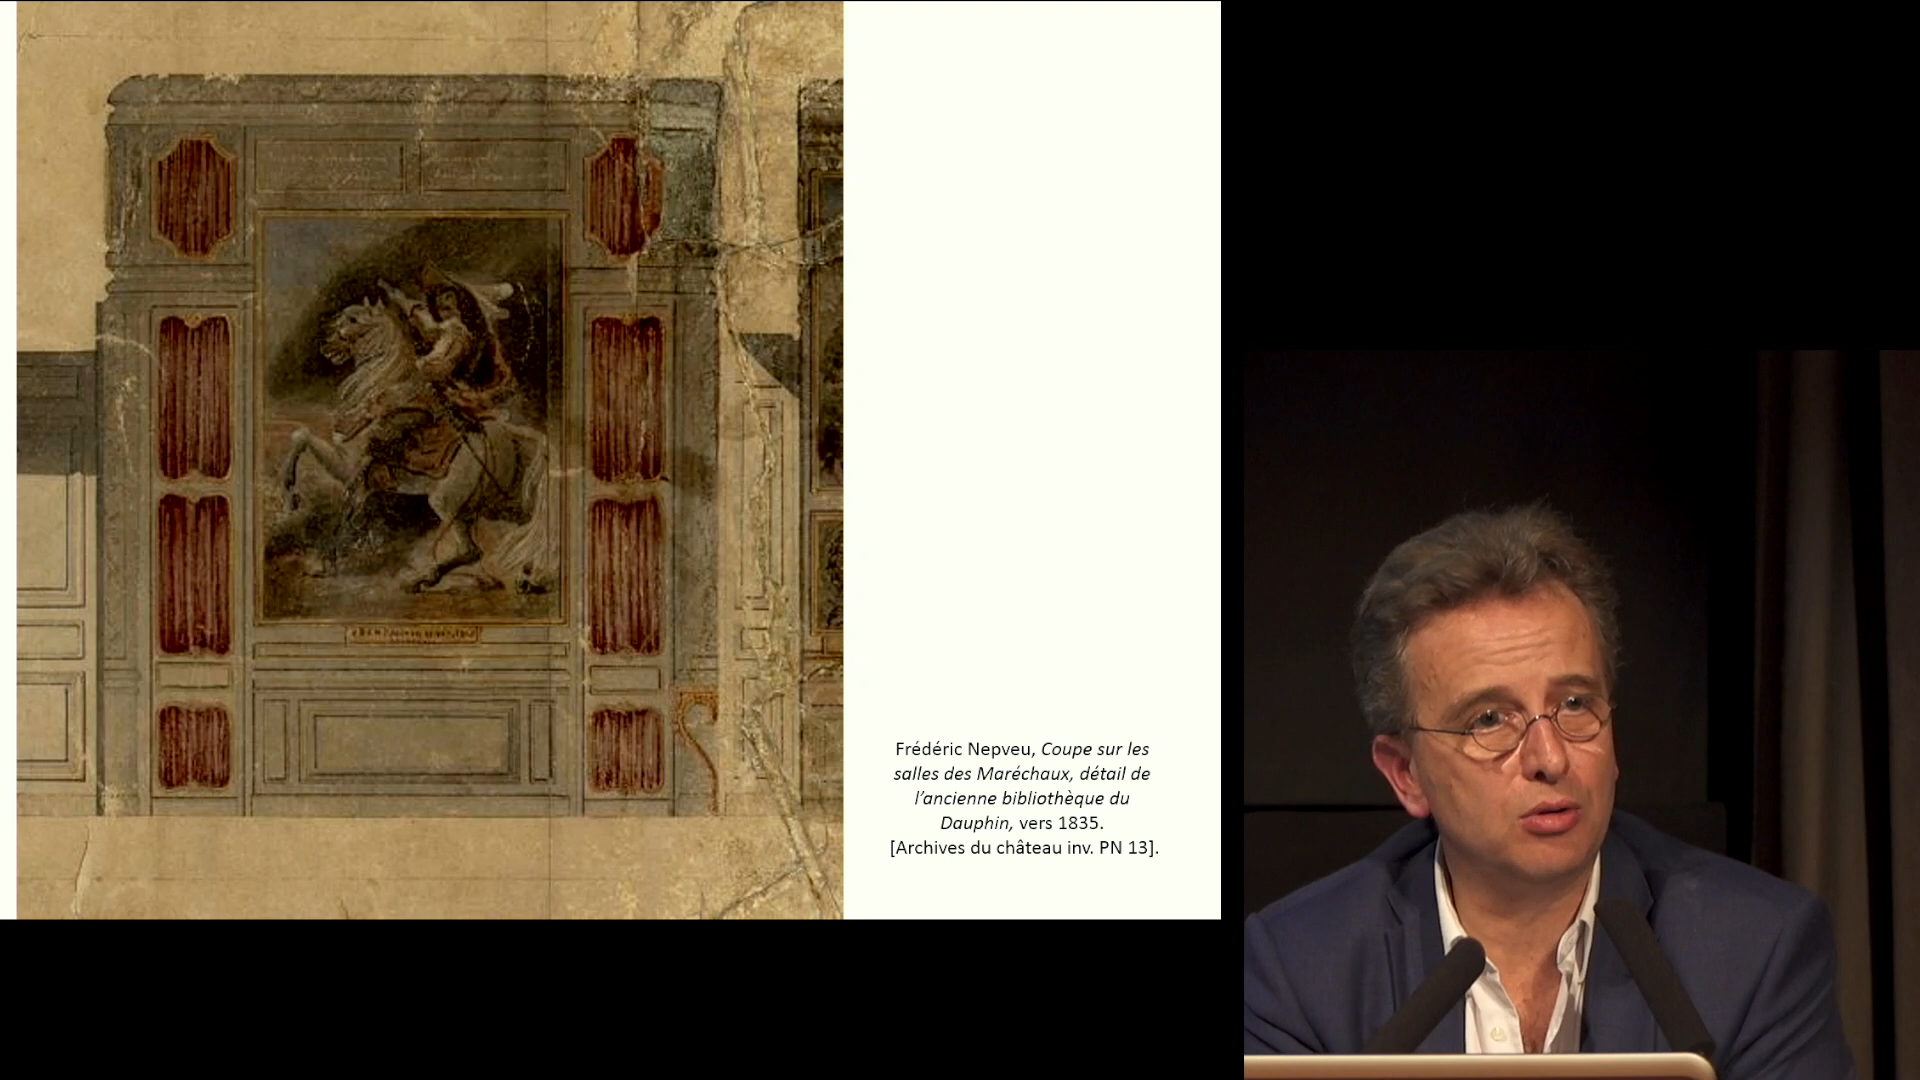 Frédéric Nepveu, Coupe sur les
salles des Maréchaux, détail de
l'ancienne bibliothèque du
Dauphin, vers 1835.
[Archives du château inv. PN 13].